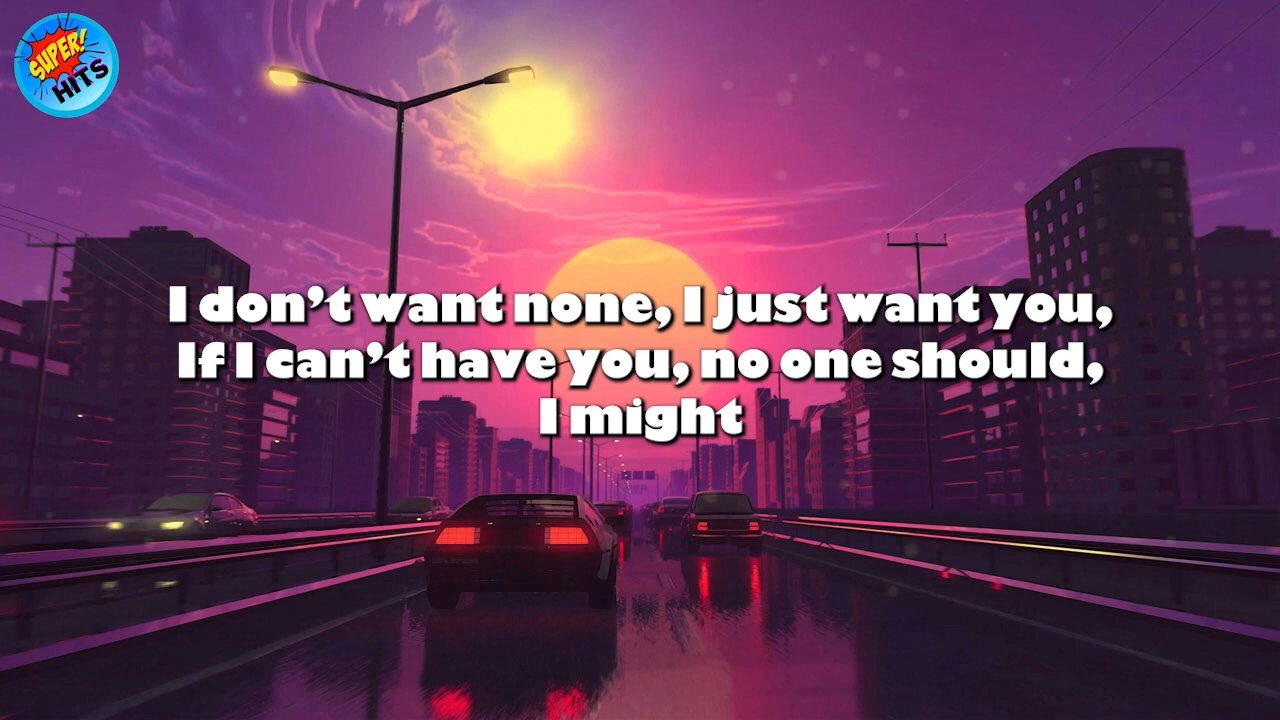 SUPER!
HITS
I don’t want none, I just want you,
If I can’t have you, no one should,
I might